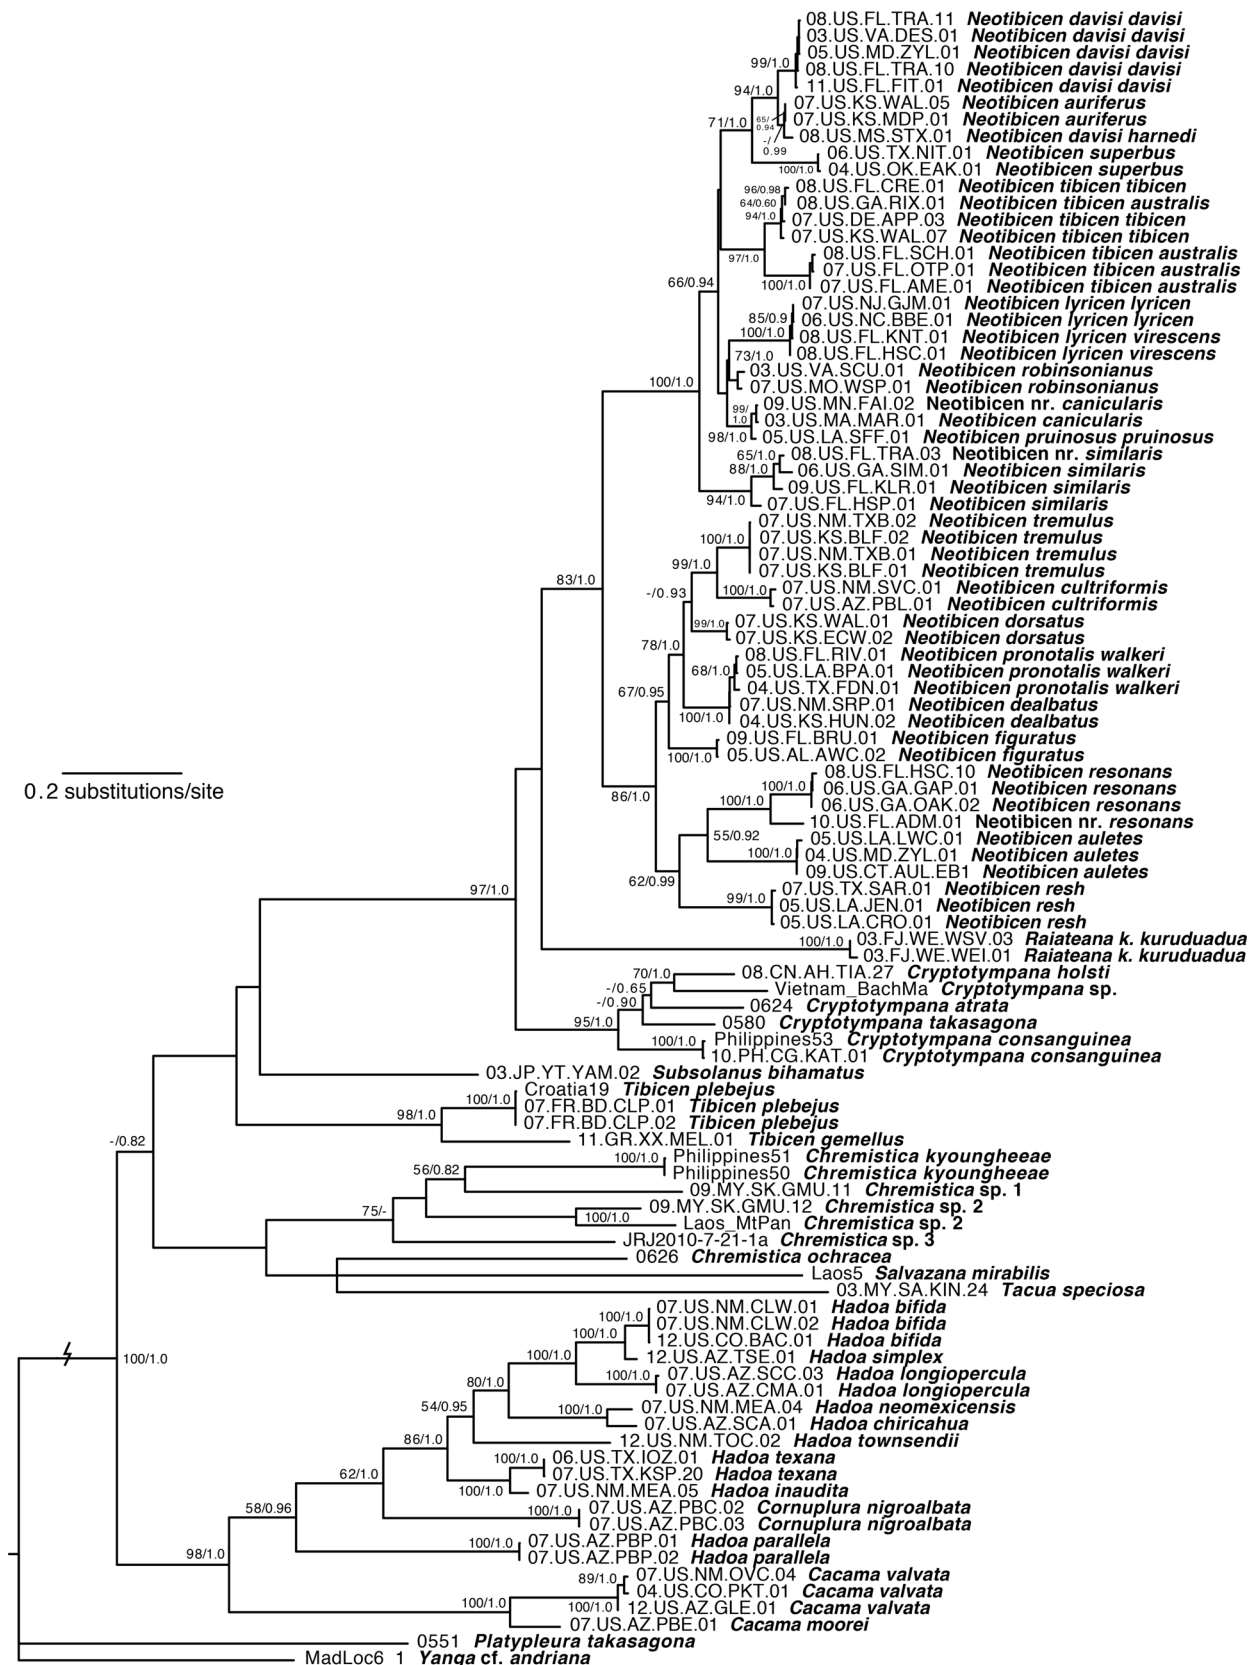 08.US.FL.TRA.11 Neotibicen davisi davisi
03.US.VA.DES.01 Neotibicen davisi davisi
05.US.MD.ZYL.01 Neotibicen davisi davisi
99/1.0
08.US.FL.TRA.10 Neotibicen davisi davisi
11.US.FL.FIT.01 Neotibicen davisi davisi
94/1.0
07.US.KS.WAL.05 Neotibicen auriferus
71/1.0
65/
0.94
07.US.KS.MDP.01 Neotibicen auriferus
-/
0.99
08.US.MS.STX.01 Neotibicen davisi harnedi
06.US.TX.NIT.01 Neotibicen superbus
100/1.0
04.US.OK.EAK.01 Neotibicen superbus
96/0.98
08.US.FL.CRE.01 Neotibicen tibicen tibicen
64/0.60
08.US.GA.RIX.01 Neotibicen tibicen australis
94/1.0
07.US.DE.APP.03 Neotibicen tibicen tibicen
07.US.KS.WAL.07 Neotibicen tibicen tibicen
97/1.0
08.US.FL.SCH.01 Neotibicen tibicen australis
07.US.FL.OTP.01 Neotibicen tibicen australis
66/0.94
100/1.0
07.US.FL.AME.01 Neotibicen tibicen australis
07.US.NJ.GJM.01 Neotibicen lyricen lyricen
85/0.9
06.US.NC.BBE.01 Neotibicen lyricen lyricen
100/1.0
08.US.FL.KNT.01 Neotibicen lyricen virescens
08.US.FL.HSC.01 Neotibicen lyricen virescens
73/1.0
03.US.VA.SCU.01 Neotibicen robinsonianus
100/1.0
07.US.MO.WSP.01 Neotibicen robinsonianus
99/
1.0
09.US.MN.FAI.02 Neotibicen nr. canicularis
03.US.MA.MAR.01 Neotibicen canicularis
98/1.0
05.US.LA.SFF.01 Neotibicen pruinosus pruinosus
65/1.0
08.US.FL.TRA.03 Neotibicen nr. similaris
88/1.0
06.US.GA.SIM.01 Neotibicen similaris
09.US.FL.KLR.01 Neotibicen similaris
94/1.0
07.US.FL.HSP.01 Neotibicen similaris
07.US.NM.TXB.02 Neotibicen tremulus
100/1.0
07.US.KS.BLF.02 Neotibicen tremulus
07.US.NM.TXB.01 Neotibicen tremulus
99/1.0
07.US.KS.BLF.01 Neotibicen tremulus
83/1.0
100/1.0
07.US.NM.SVC.01 Neotibicen cultriformis
-/0.93
07.US.AZ.PBL.01 Neotibicen cultriformis
99/1.0
07.US.KS.WAL.01 Neotibicen dorsatus
07.US.KS.ECW.02 Neotibicen dorsatus
78/1.0
08.US.FL.RIV.01 Neotibicen pronotalis walkeri
68/1.0
05.US.LA.BPA.01 Neotibicen pronotalis walkeri
67/0.95
04.US.TX.FDN.01 Neotibicen pronotalis walkeri
07.US.NM.SRP.01 Neotibicen dealbatus
100/1.0
04.US.KS.HUN.02 Neotibicen dealbatus
09.US.FL.BRU.01 Neotibicen figuratus
100/1.0
05.US.AL.AWC.02 Neotibicen figuratus
08.US.FL.HSC.10 Neotibicen resonans
0.2 substitutions/site
86/1.0
100/1.0
06.US.GA.GAP.01 Neotibicen resonans
100/1.0
06.US.GA.OAK.02 Neotibicen resonans
10.US.FL.ADM.01 Neotibicen nr. resonans
55/0.92
05.US.LA.LWC.01 Neotibicen auletes
100/1.0
04.US.MD.ZYL.01 Neotibicen auletes
62/0.99
09.US.CT.AUL.EB1 Neotibicen auletes
97/1.0
07.US.TX.SAR.01 Neotibicen resh
99/1.0
05.US.LA.JEN.01 Neotibicen resh
05.US.LA.CRO.01 Neotibicen resh
100/1.0
03.FJ.WE.WSV.03 Raiateana k. kuruduadua
03.FJ.WE.WEI.01 Raiateana k. kuruduadua
70/1.0
08.CN.AH.TIA.27 Cryptotympana holsti
-/0.65
Vietnam_BachMa Cryptotympana sp.
-/0.90
0624 Cryptotympana atrata
95/1.0
0580 Cryptotympana takasagona
100/1.0
Philippines53 Cryptotympana consanguinea
10.PH.CG.KAT.01 Cryptotympana consanguinea
03.JP.YT.YAM.02 Subsolanus bihamatus
Croatia19 Tibicen plebejus
100/1.0
07.FR.BD.CLP.01 Tibicen plebejus
98/1.0
07.FR.BD.CLP.02 Tibicen plebejus
-/0.82
11.GR.XX.MEL.01 Tibicen gemellus
100/1.0
Philippines51 Chremistica kyoungheeae
56/0.82
Philippines50 Chremistica kyoungheeae
09.MY.SK.GMU.11 Chremistica sp. 1
75/-
09.MY.SK.GMU.12 Chremistica sp. 2
100/1.0
Laos_MtPan Chremistica sp. 2
JRJ2010-7-21-1a Chremistica sp. 3
0626 Chremistica ochracea
Laos5 Salvazana mirabilis
03.MY.SA.KIN.24 Tacua speciosa
07.US.NM.CLW.01 Hadoa bifida
100/1.0
07.US.NM.CLW.02 Hadoa bifida
100/1.0
12.US.CO.BAC.01 Hadoa bifida
100/1.0
100/1.0
12.US.AZ.TSE.01 Hadoa simplex
100/1.0
07.US.AZ.SCC.03 Hadoa longiopercula
80/1.0
07.US.AZ.CMA.01 Hadoa longiopercula
54/0.95
100/1.0
07.US.NM.MEA.04 Hadoa neomexicensis
07.US.AZ.SCA.01 Hadoa chiricahua
86/1.0
12.US.NM.TOC.02 Hadoa townsendii
100/1.0
06.US.TX.IOZ.01 Hadoa texana
62/1.0
07.US.TX.KSP.20 Hadoa texana
100/1.0
07.US.NM.MEA.05 Hadoa inaudita
58/0.96
100/1.0
07.US.AZ.PBC.02 Cornuplura nigroalbata
07.US.AZ.PBC.03 Cornuplura nigroalbata
100/1.0
07.US.AZ.PBP.01 Hadoa parallela
98/1.0
07.US.AZ.PBP.02 Hadoa parallela
89/1.0
07.US.NM.OVC.04 Cacama valvata
04.US.CO.PKT.01 Cacama valvata
100/1.0
100/1.0
12.US.AZ.GLE.01 Cacama valvata
07.US.AZ.PBE.01 Cacama moorei
0551 Platypleura takasagona
MadLoc6_1 Yanga cf. andriana